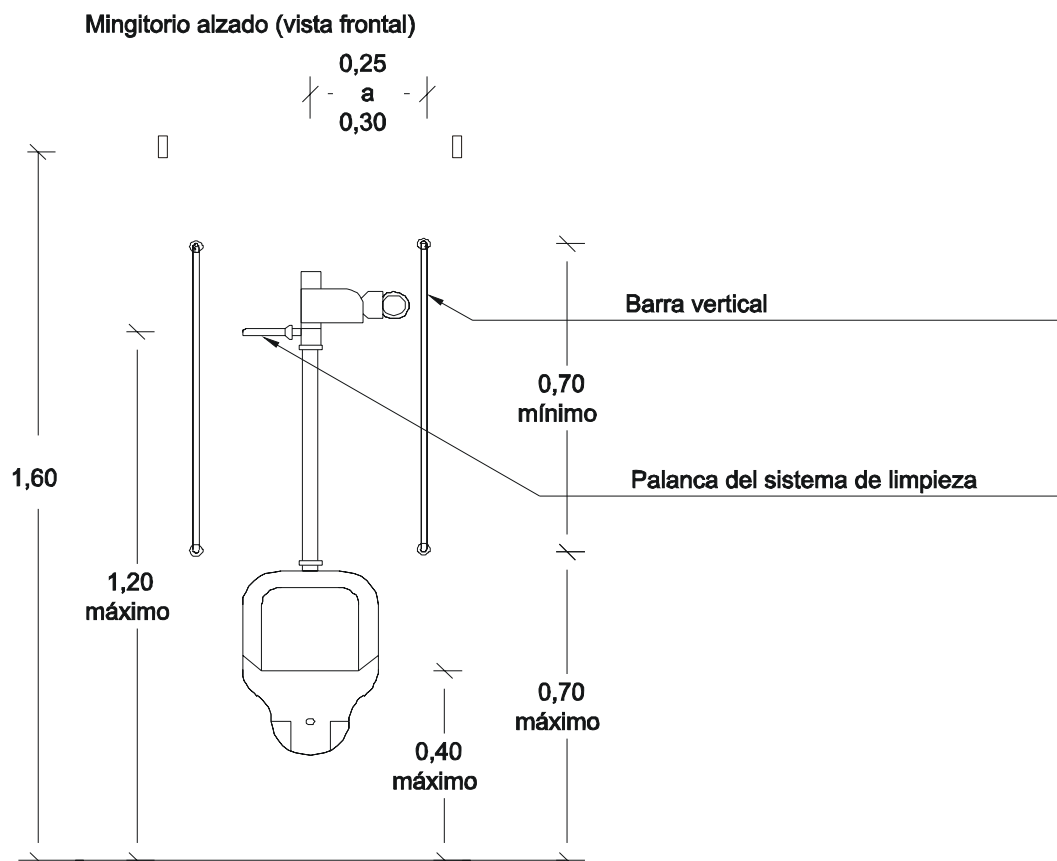 Mingitorio alzado (vista frontal)
0,25
a
0,30
Barra vertical
0,70
mínimo
1,60
Palanca del sistema de limpieza
1,20
máximo
0,70
máximo
0,40
máximo